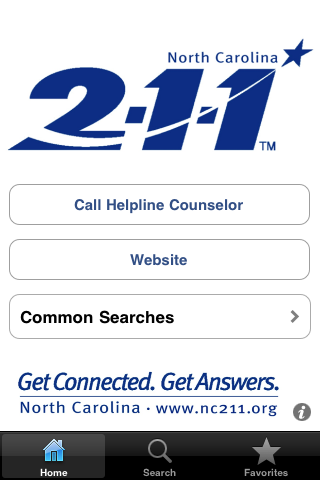 North Carolina
2-1-1™
Call Helpline Counselor
Website
Common Searches
Get Connected. Get Answers.
North Carolina · www.nc211.org
i
Home Search Favorites